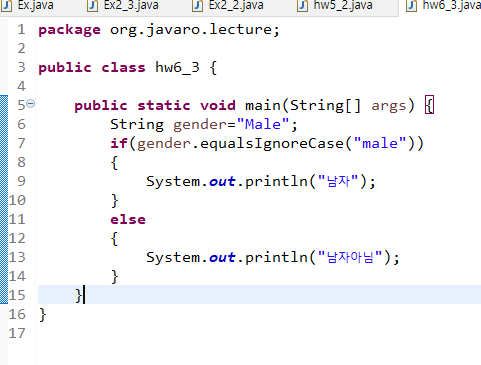 Ex.java Ex2_3.java Ex2_2.java hw5_2.java hw6_3.java
1 package org.javaro.lecture;
2
3 public class hw6_3 {
4
5 public static void main(String[] args) {
6 String gender="Male";
7 if(gender.equalsIgnoreCase("male"))
8 {
9 System.out.println("남자");
10 }
11 else
12 {
13 System.out.println("남자아님");
14 }
15 }
16 }
17